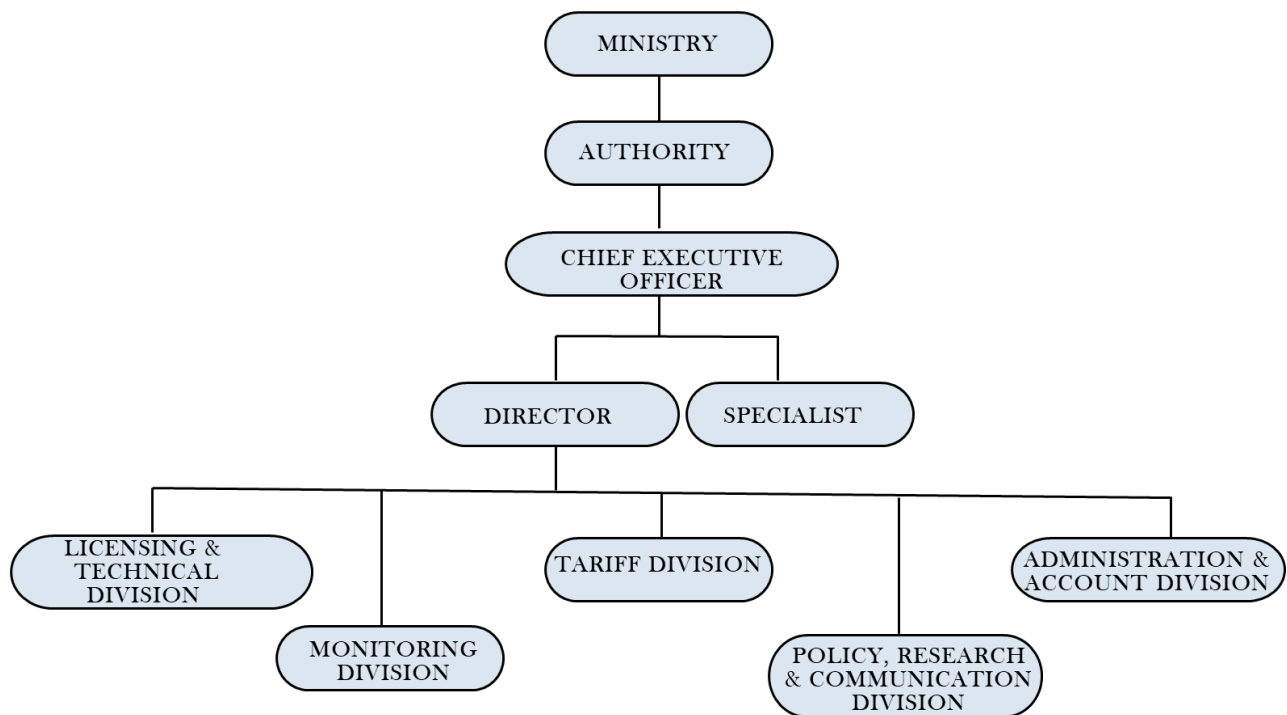 MINISTRY
AUTHORITY
CHIEF EXECUTIVE
OFFICER
DIRECTOR
SPECIALIST
LICENSING &
TECHNICAL
DIVISION
MONITORING
DIVISION
TARIFF DIVISION
POLICY, RESEARCH
& COMMUNICATION
DIVISION
ADMINISTRATION &
ACCOUNT DIVISION